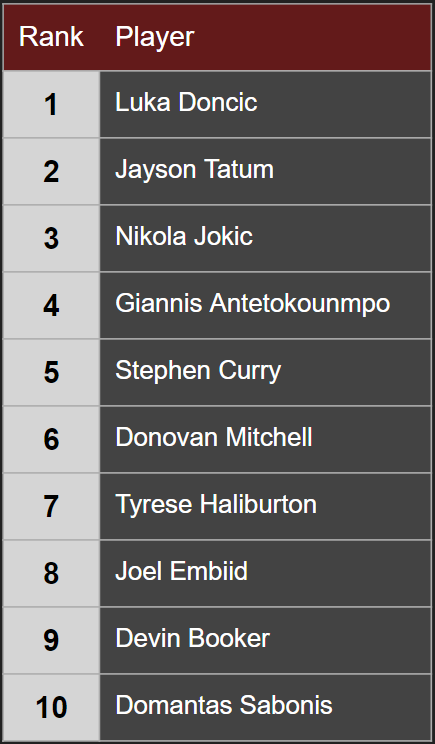 Rank Player
1 Luka Doncic
2 Jayson Tatum
3 Nikola Jokic
4 Giannis Antetokounmpo
5 Stephen Curry
6 Donovan Mitchell
7 Tyrese Haliburton
8 Joel Embiid
9 Devin Booker
10 Domantas Sabonis